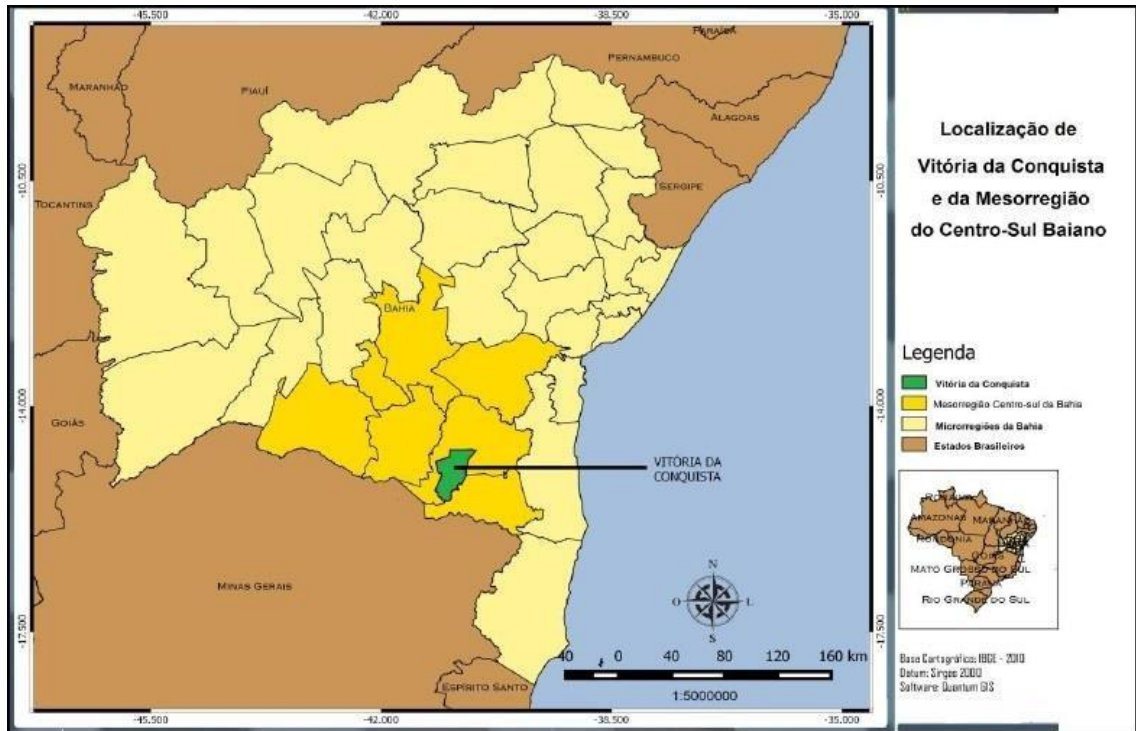 -45.500
-42.000
-38.500
-35.000
MARANHÃO
PIAUÍ
PARAÍBA
PERNAMBUCO
ALAGOAS
-10.500
-10.500
SERGIPE
TOCANTINS
BAHIA
-14.000
-14.000
GOIÁS
VITÓRIA DA
CONQUISTA
MINAS GERAIS
N
O
L
S
-17.500
-17.500
40 0 40 80 120 160 km
1:5000000
ESPÍRITO SANTO
-45.500
-42.000
-38.500
-35.000
Localização de
Vitória da Conquista
e da Mesorregião
do Centro-Sul Baiano
Legenda
Vitória da Conquista
Mesorregião Centro-sul da Bahia
Microrregiões da Bahia
Estados Brasileiros
RORAIMA
AMAZONAS
MARANHÃO
RONDONIA
GOIÁS
MATO GROSSO DO SUL
PARANÁ
RIO GRANDE DO SUL
Base Cartográfica: IBGE - 2010
Datum: Sirgas 2000
Software: Quantum GIS